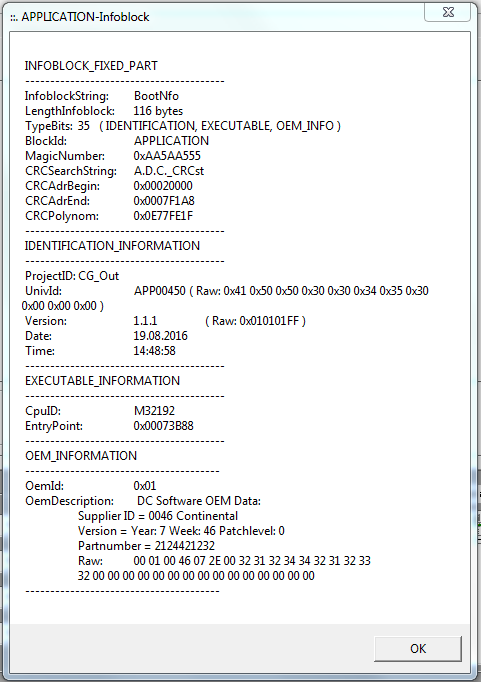 ::. APPLICATION-Infoblock
INFOBLOCK_FIXED_PART
----------------------------------------
InfoblockString: BootNfo
LengthInfoblock: 116 bytes
TypeBits: 35 ( IDENTIFICATION, EXECUTABLE, OEM_INFO )
BlockId: APPLICATION
MagicNumber: 0xAA5AA555
CRCSearchString: A.D.C._CRCst
CRCAdrBegin: 0x00020000
CRCAdrEnd: 0x0007F1A8
CRCPolynom: 0x0E77FE1F
----------------------------------------
IDENTIFICATION_INFORMATION
----------------------------------------
ProjectID: CG_Out
UnivId: APP00450 ( Raw: 0x41 0x50 0x50 0x30 0x30 0x34 0x35 0x30
0x00 0x00 0x00 )
Version: 1.1.1 ( Raw: 0x010101FF )
Date: 19.08.2016
Time: 14:48:58
----------------------------------------
EXECUTABLE_INFORMATION
----------------------------------------
CpuID: M32192
EntryPoint: 0x00073B88
----------------------------------------
OEM_INFORMATION
---------------------------------------
OemId: 0x01
OemDescription: DC Software OEM Data:
Supplier ID = 0046 Continental
Version = Year: 7 Week: 46 Patchlevel: 0
Partnumber = 2124421232
Raw: 00 01 00 46 07 2E 00 32 31 32 34 34 32 31 32 33
32 00 00 00 00 00 00 00 00 00 00 00 00 00 00 00
---------------------------------------
OK